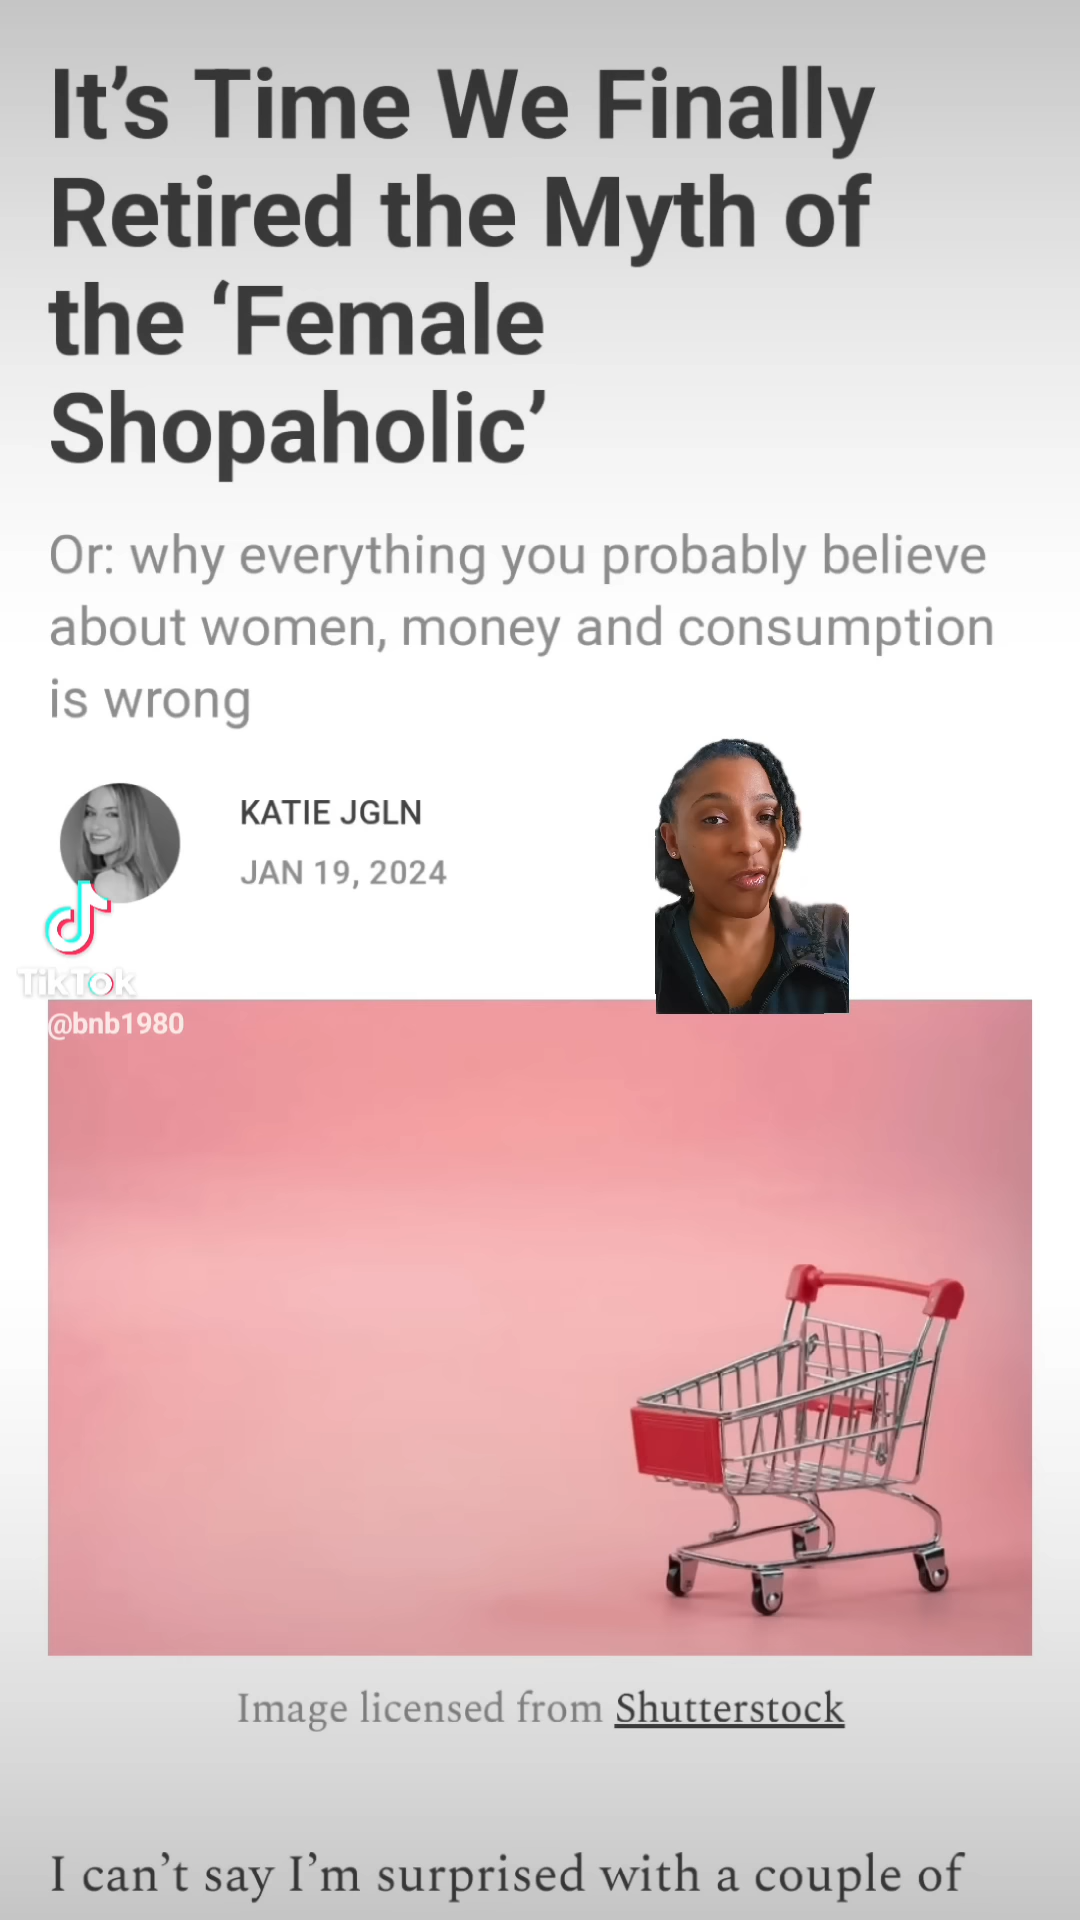 It’s Time We Finally
Retired the Myth of
the ‘Female
Shopaholic’
Or: why everything you probably believe
about women, money and consumption
is wrong
KATIE JGLN
JAN 19, 2024
TikTok
@bnb1980
Image licensed from Shutterstock
I can’t say I’m surprised with a couple of